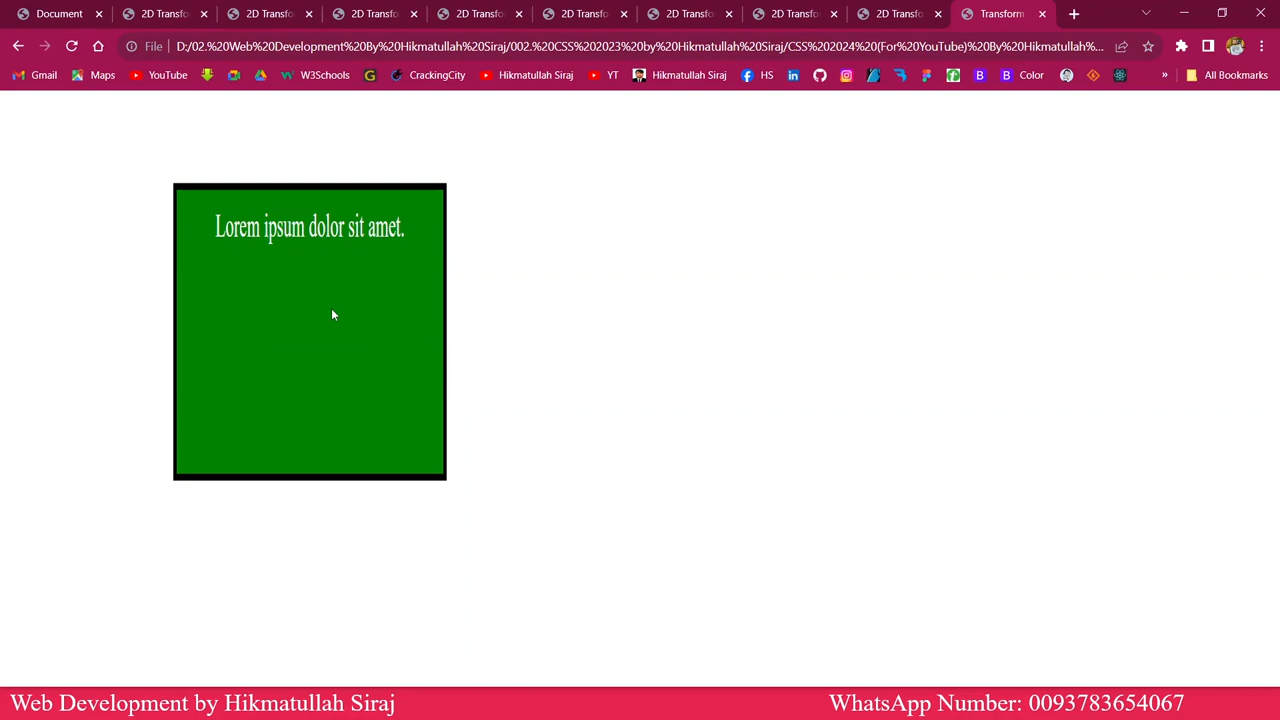 Document
2D Transfo
2D Transfo
2D Transfo
2D Transfo
2D Transfo
2D Transfo
2D Transfo
2D Transfo
Transform
File
D:/02.%20Web%20Development%20By%20Hikmatullah%20Siraj/002.%20CSS%202023%20by%20Hikmatullah%20Siraj/CSS%202024%20(For%20YouTube)%20By%20Hikmatullah%...
Gmail
Maps
YouTube
W3Schools
CrackingCity
Hikmatullah Siraj
YT
Hikmatullah Siraj
HS
Color
All Bookmarks
Lorem ipsum dolor sit amet.
Web Development by Hikmatullah Siraj
WhatsApp Number: 0093783654067